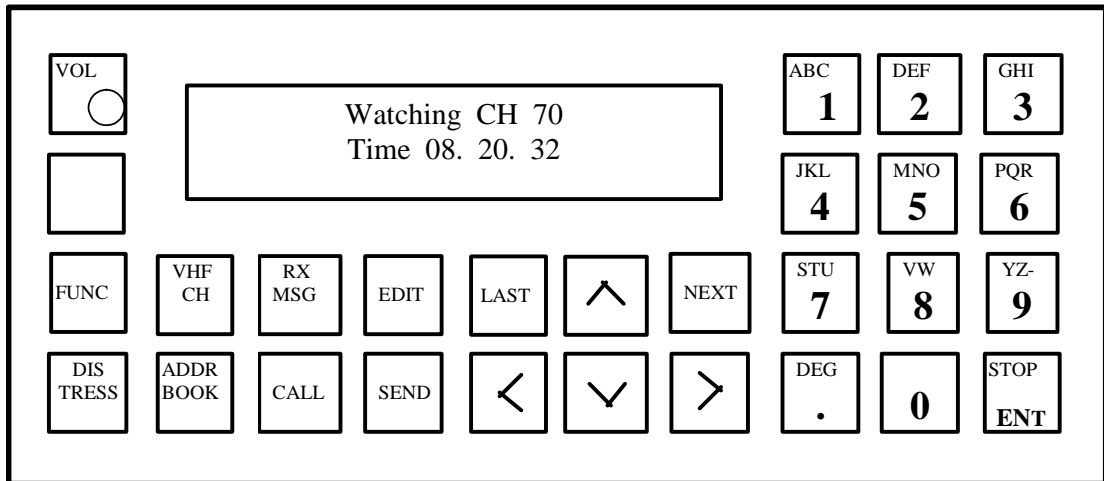 VOL
Watching CH 70
Time 08. 20. 32
ABC
1
DEF
2
GHI
3
JKL
4
MNO
5
PQR
6
FUNC
VHF
CH
RX
MSG
EDIT
LAST
NEXT
STU
7
VW
8
YZ-
9
DIS
TRESS
ADDR
BOOK
CALL
SEND
DEG
.
0
STOP
ENT